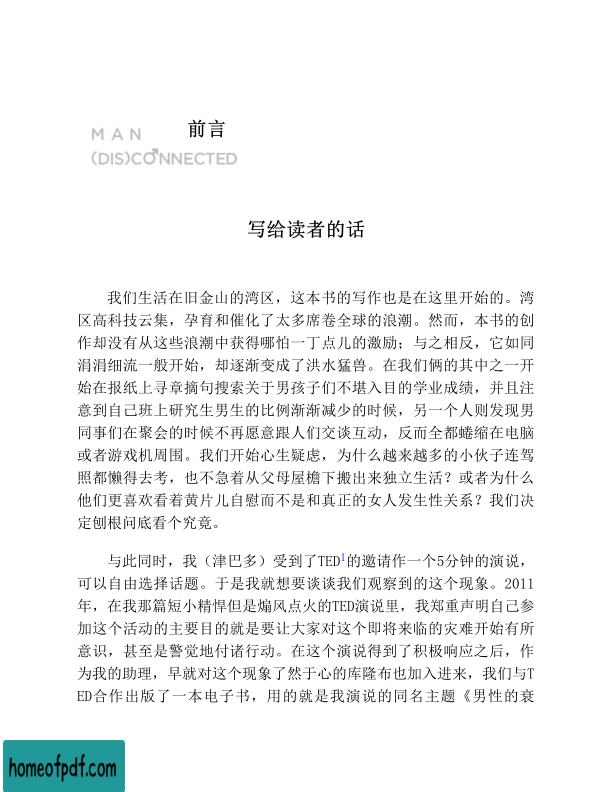 前言
MAN
(DIS)CONNECTED
写给读者的话
我们生活在旧金山的湾区，这本书的写作也是在这里开始的。湾
区高科技云集，孕育和催化了太多席卷全球的浪潮。然而，本书的创
作却没有从这些浪潮中获得哪怕一丁点儿的激励；与之相反，它如同
涓涓细流一般开始，却逐渐变成了洪水猛兽。在我们俩的其中之一开
始在报纸上寻章摘句搜索关于男孩子们不堪入目的学业成绩，并且注
意到自己班上研究生男生的比例渐渐减少的时候，另一个人则发现男
同事们在聚会的时候不再愿意跟人们交谈互动，反而全都蜷缩在电脑
或者游戏机周围。我们开始心生疑虑，为什么越来越多的小伙子连驾
照都懒得去考，也不急着从父母屋檐下搬出来独立生活？或者为什么
他们更喜欢看着黄片儿自慰而不是和真正的女人发生性关系？我们决
定刨根问底看个究竟。
与此同时，我（津巴多）受到了TED1的邀请作一个5分钟的演说，
可以自由选择话题。于是我就想要谈谈我们观察到的这个现象。2011
年，在我那篇短小精悍但是煽风点火的TED演说里，我郑重声明自己参
加这个活动的主要目的就是要让大家对这个即将来临的灾难开始有所
意识，甚至是警觉地付诸行动。在这个演说得到了积极响应之后，作
为我的助理，早就对这个现象了然于心的库隆布也加入进来，我们与T
ED合作出版了一本电子书，用的就是我演说的同名主题《男性的衰
homeofpdf.com